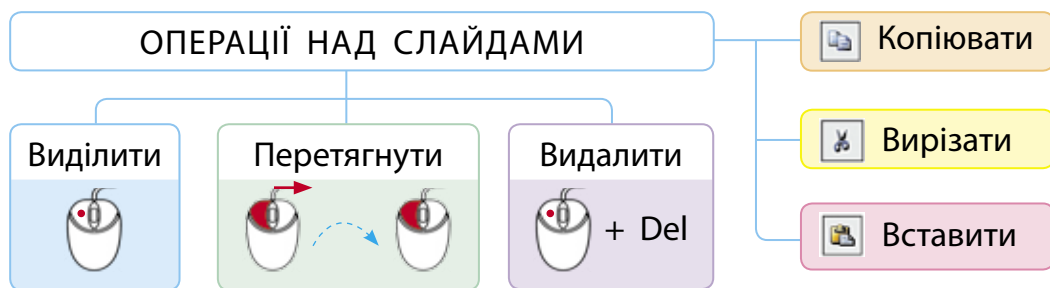 ОПЕРАЦІЇ НАД СЛАЙДАМИ
Виділити
Перетягнути
Видалити
+ Del
Копіювати
Вирізати
Вставити